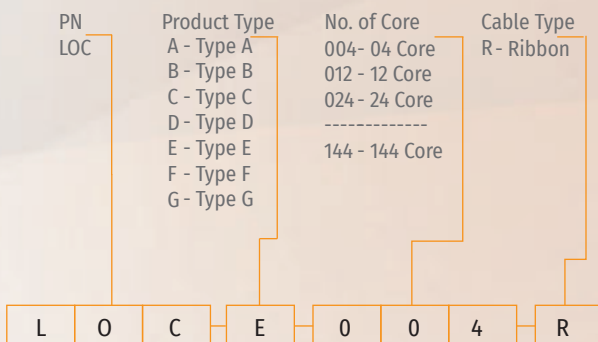 PN
LOC
Product Type
A - Type A
B - Type B
C - Type C
D - Type D
E - Type E
F - Type F
G - Type G
No. of Core
004- 04 Core
012 - 12 Core
024 - 24 Core
-------------
144 - 144 Core
Cable Type
R - Ribbon
L O C - E - 0 0 4 - R